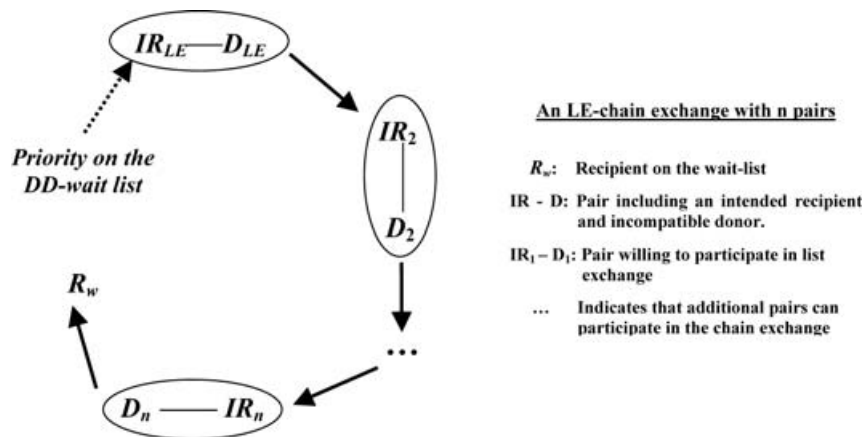 IR_LE — D_LE
IR_2
Priority on the
DD-wait list
D_2
R_w
...
D_n — IR_n
An LE-chain exchange with n pairs
R_w: Recipient on the wait-list
IR - D: Pair including an intended recipient
and incompatible donor.
IR_1 – D_1: Pair willing to participate in list
exchange
... Indicates that additional pairs can
participate in the chain exchange